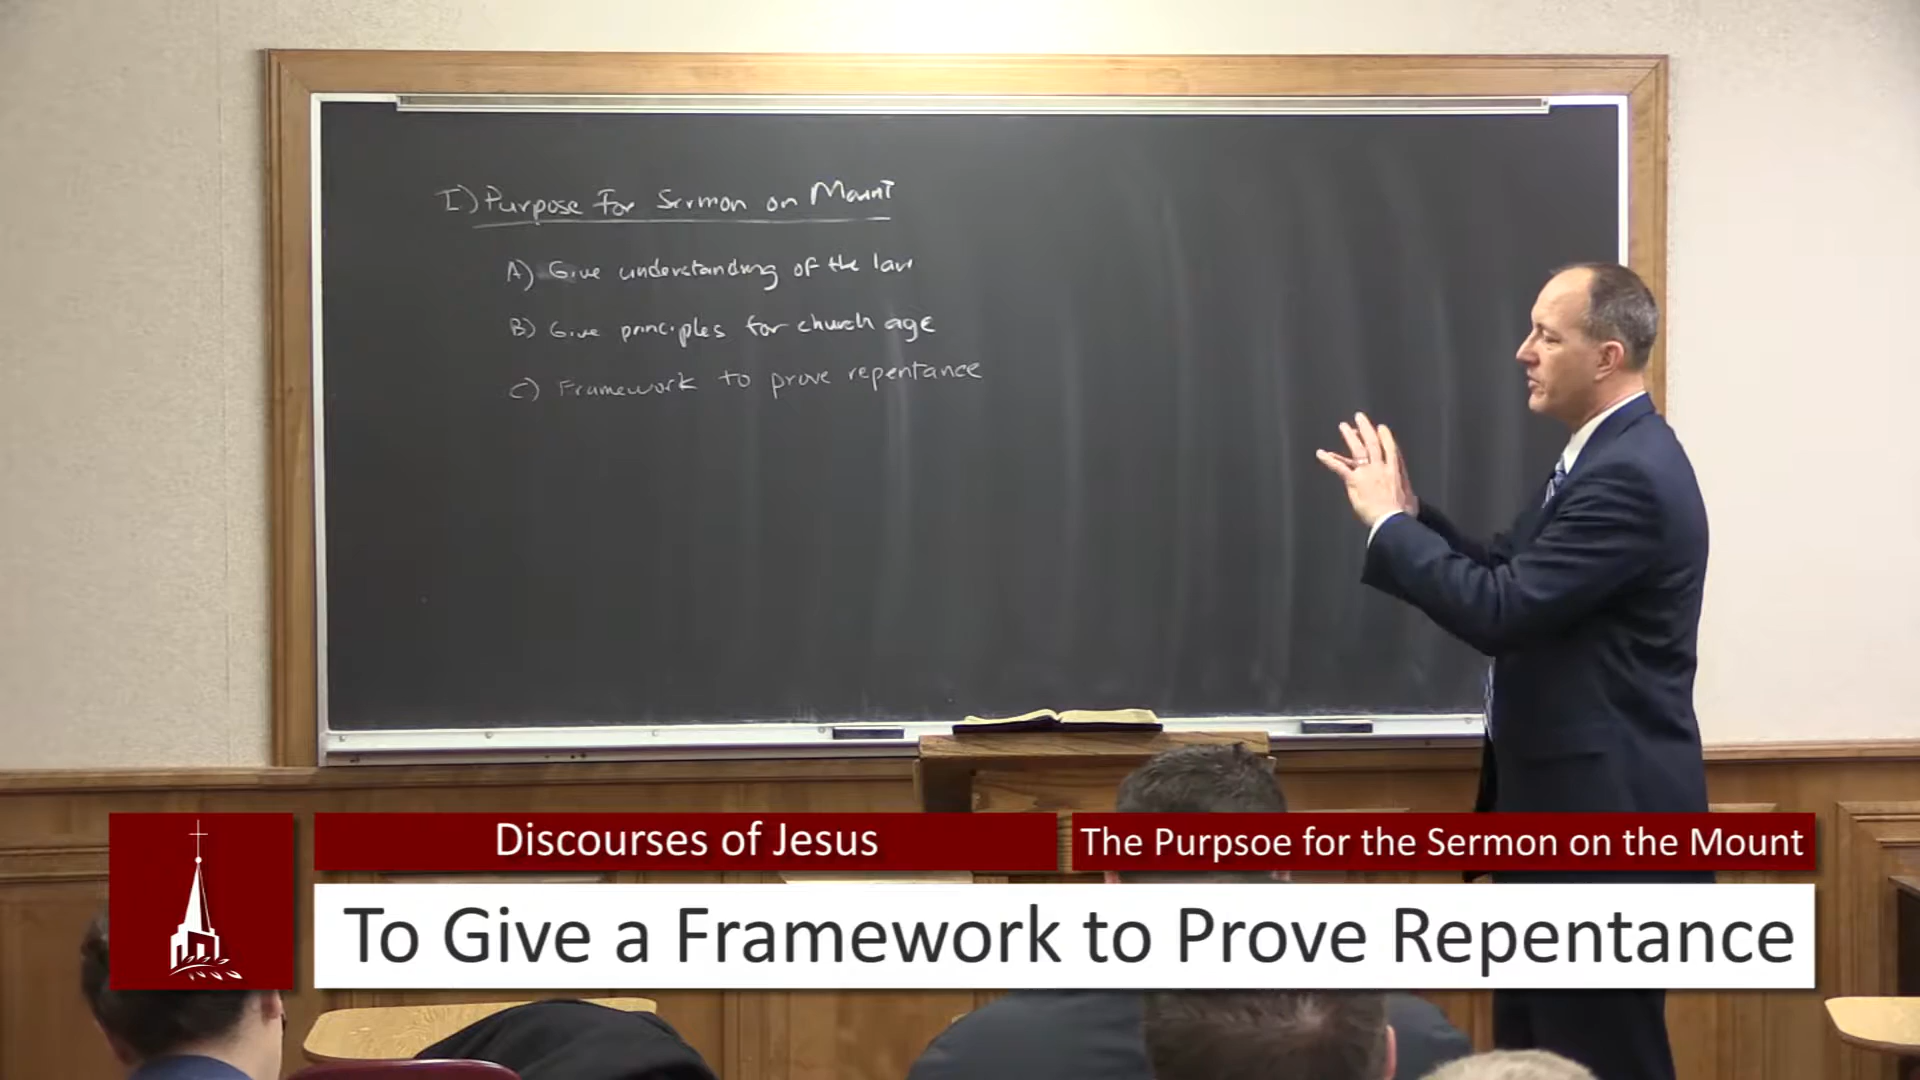 I) Purpose For Sermon on Mount
A) Give understanding of the law
B) Give principles for church age
C) Framework to prove repentance
Discourses of Jesus
The Purpsoe for the Sermon on the Mount
To Give a Framework to Prove Repentance